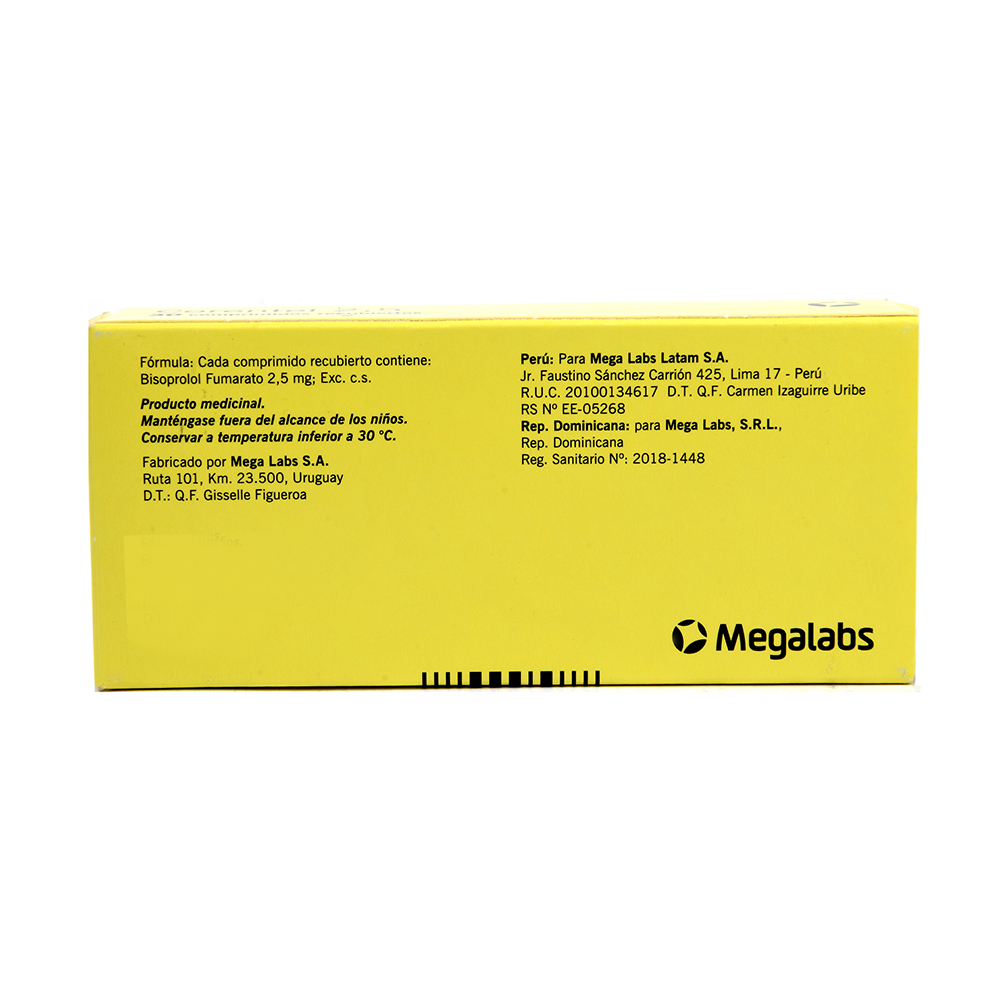 30 comprimidos recubiertos
Fórmula: Cada comprimido recubierto contiene:
Bisoprolol Fumarato 2,5 mg; Exc. c.s.
Producto medicinal.
Manténgase fuera del alcance de los niños.
Conservar a temperatura inferior a 30 °C.
Fabricado por Mega Labs S.A.
Ruta 101, Km. 23.500, Uruguay
D.T.: Q.F. Gisselle Figueroa
Perú: Para Mega Labs Latam S.A.
Jr. Faustino Sánchez Carrión 425, Lima 17 - Perú
R.U.C. 20100134617 D.T. Q.F. Carmen Izaguirre Uribe
RS Nº EE-05268
Rep. Dominicana: para Mega Labs, S.R.L.,
Rep. Dominicana
Reg. Sanitario Nº: 2018-1448
Megalabs